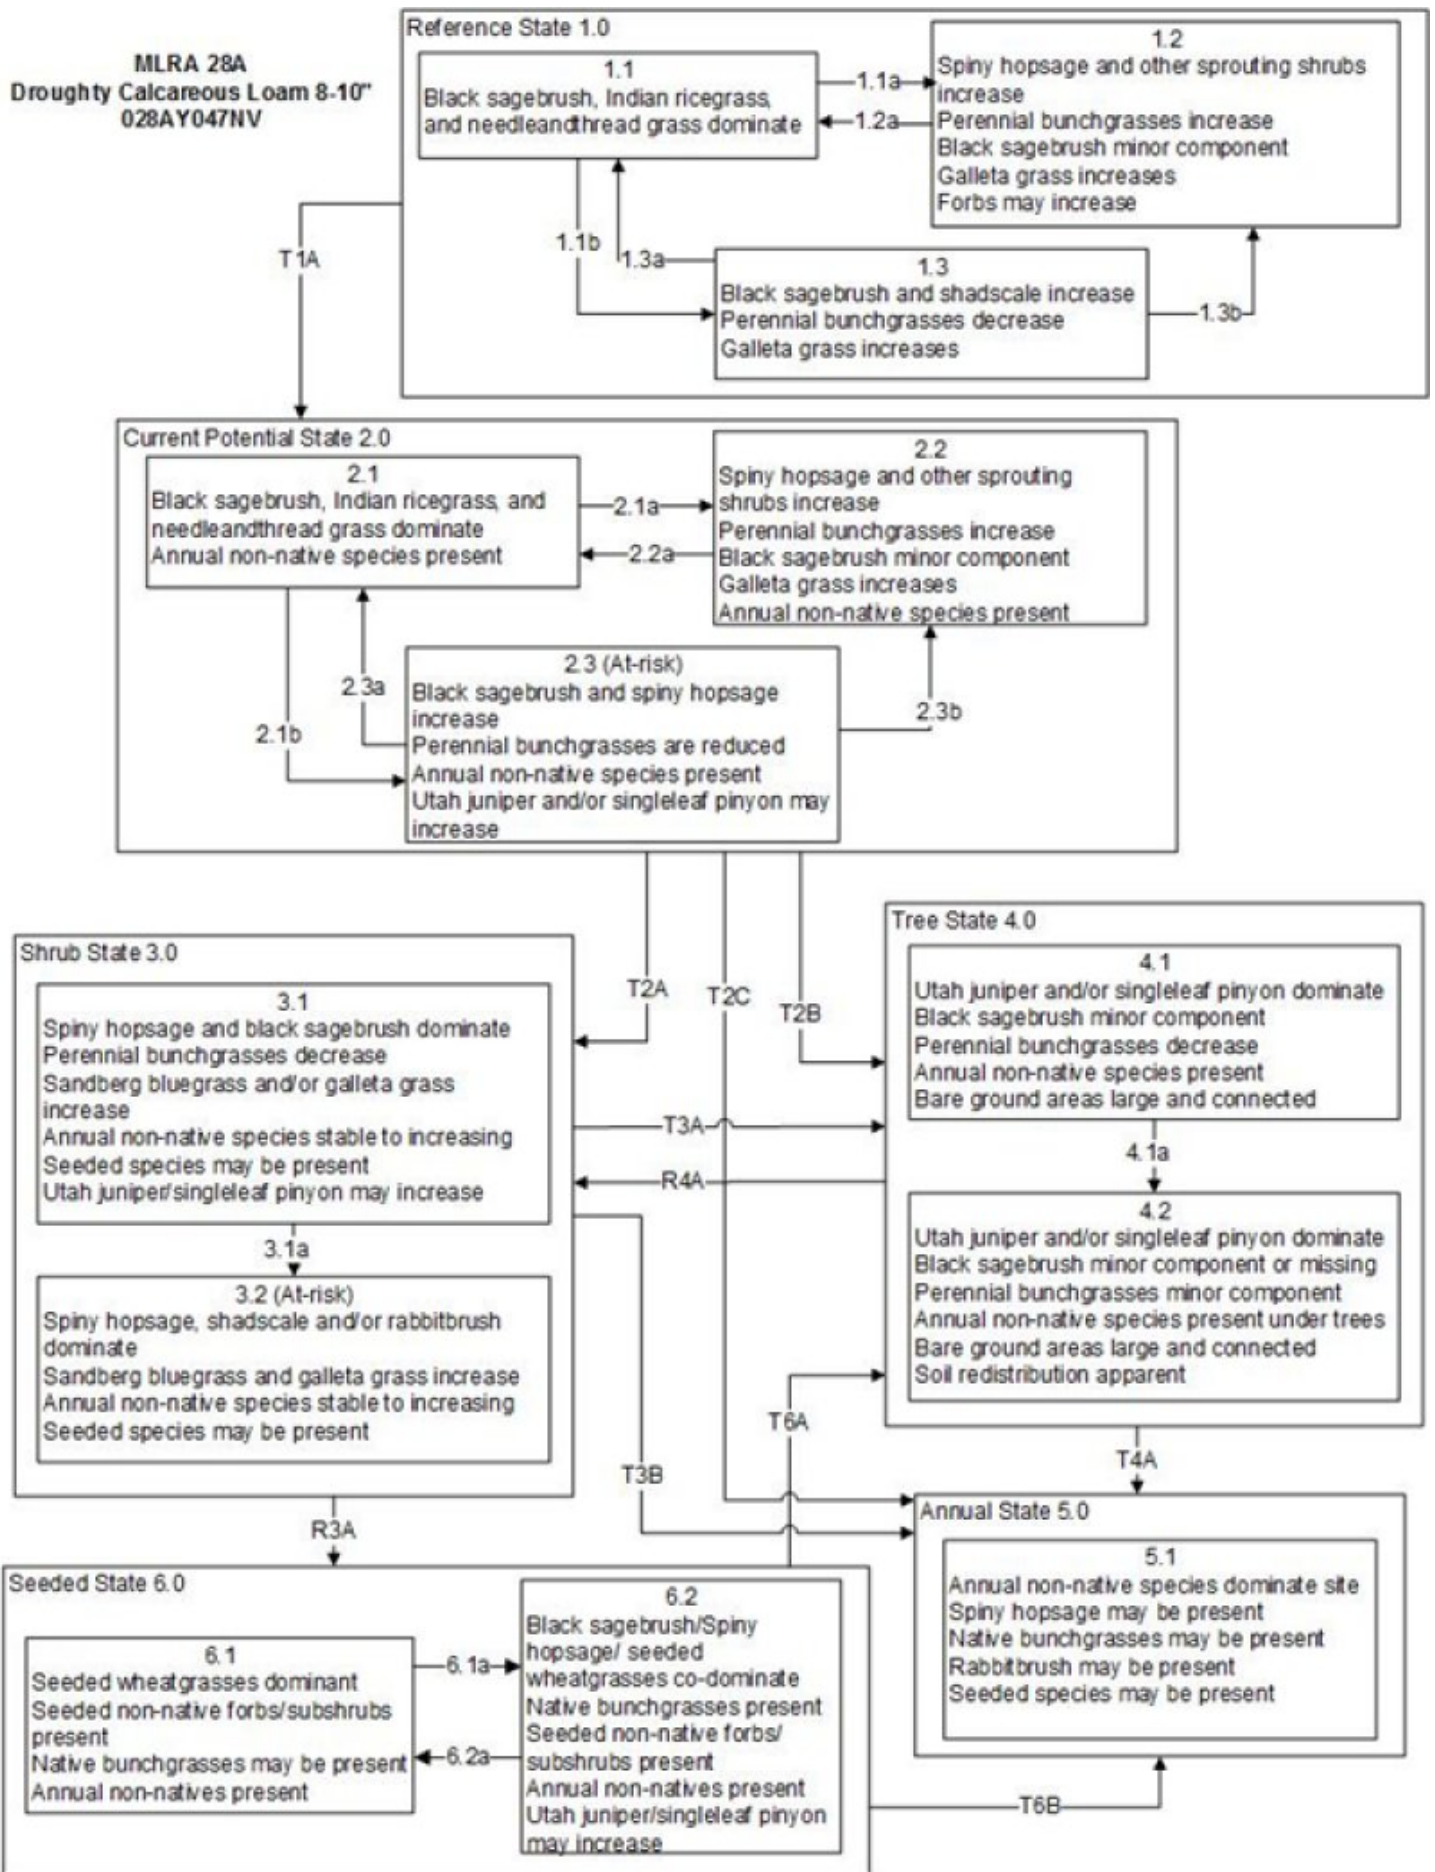 MLRA 28A
Droughty Calcareous Loam 8-10"
028AY047NV
Reference State 1.0
1.1
Black sagebrush, Indian ricegrass,
and needleandthread grass dominate
1.1a
1.2a
1.2
Spiny hopsage and other sprouting shrubs
increase
Perennial bunchgrasses increase
Black sagebrush minor component
Galleta grass increases
Forbs may increase
1.1b
1.3a
1.3
Black sagebrush and shadscale increase
Perennial bunchgrasses decrease
Galleta grass increases
1.3b
T1A
Current Potential State 2.0
2.1
Black sagebrush, Indian ricegrass, and
needleandthread grass dominate
Annual non-native species present
2.1a
2.2a
2.2
Spiny hopsage and other sprouting
shrubs increase
Perennial bunchgrasses increase
Black sagebrush minor component
Galleta grass increases
Annual non-native species present
2.1b
2.3a
2.3 (At-risk)
Black sagebrush and spiny hopsage
increase
Perennial bunchgrasses are reduced
Annual non-native species present
Utah juniper and/or singleleaf pinyon may
increase
2.3b
T2A
T2C
T2B
Shrub State 3.0
3.1
Spiny hopsage and black sagebrush dominate
Perennial bunchgrasses decrease
Sandberg bluegrass and/or galleta grass
increase
Annual non-native species stable to increasing
Seeded species may be present
Utah juniper/singleleaf pinyon may increase
3.1a
3.2 (At-risk)
Spiny hopsage, shadscale and/or rabbitbrush
dominate
Sandberg bluegrass and galleta grass increase
Annual non-native species stable to increasing
Seeded species may be present
T3A
R4A
T3B
R3A
Tree State 4.0
4.1
Utah juniper and/or singleleaf pinyon dominate
Black sagebrush minor component
Perennial bunchgrasses decrease
Annual non-native species present
Bare ground areas large and connected
4.1a
4.2
Utah juniper and/or singleleaf pinyon dominate
Black sagebrush minor component or missing
Perennial bunchgrasses minor component
Annual non-native species present under trees
Bare ground areas large and connected
Soil redistribution apparent
T6A
T4A
Annual State 5.0
5.1
Annual non-native species dominate site
Spiny hopsage may be present
Native bunchgrasses may be present
Rabbitbrush may be present
Seeded species may be present
Seeded State 6.0
6.1
Seeded wheatgrasses dominant
Seeded non-native forbs/subshrubs
present
Native bunchgrasses may be present
Annual non-natives present
6.1a
6.2a
6.2
Black sagebrush/Spiny
hopsage/ seeded
wheatgrasses co-dominate
Native bunchgrasses present
Seeded non-native forbs/
subshrubs present
Annual non-natives present
Utah juniper/singleleaf pinyon
may increase
T6B